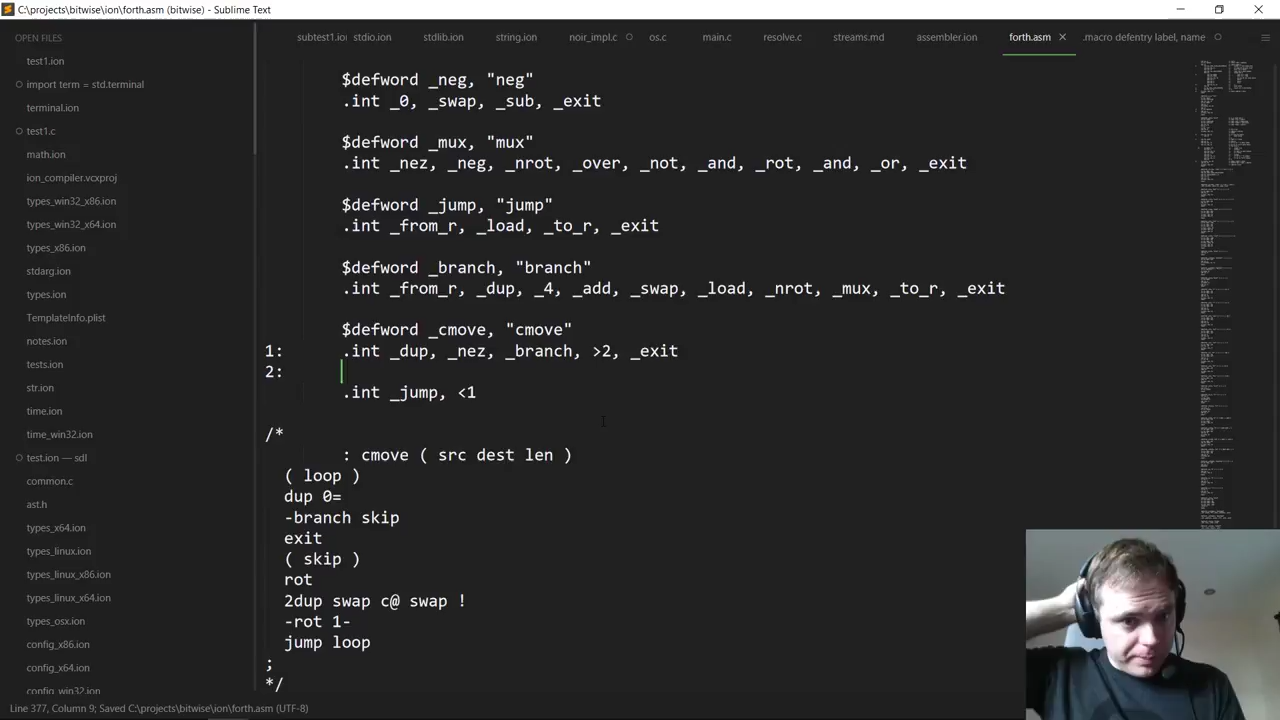 C:\projects\bitwise\ion\forth.asm (bitwise) - Sublime Text
OPEN FILES
test1.ion
import term = std.terminal
terminal.ion
test1.c
math.ion
ion_compiler.vcxproj
types_win32_x86.ion
types_win32_x64.ion
types_x86.ion
stdarg.ion
types.ion
TemplateInfo.plist
notes.ion
tests.ion
str.ion
time.ion
time_win32.ion
test.ion — sdl
common.c
ast.h
types_x64.ion
types_linux.ion
types_linux_x86.ion
types_linux_x64.ion
types_osx.ion
config_x86.ion
config_x64.ion
config_win32.ion
subtest1.ion stdio.ion stdlib.ion string.ion noir_impl.c os.c main.c resolve.c streams.md assembler.ion forth.asm .macro defentry label, name
$defword _neg, "neg"
.int _0, _swap, _sub, _exit
$defword _mux, "mux"
.int _nez, _neg, _nrot, _over, _not, _and, _rot, _and, _or, _exit
$defword _jump, "jump"
.int _from_r, _load, _to_r, _exit
$defword _branch, "branch"
.int _from_r, _dup, _4, _add, _swap, _load, _nrot, _mux, _to_r, _exit
$defword _cmove, "cmove"
1: .int _dup, _nez, _branch, >2, _exit
2:
.int _jump, <1
/*
: cmove ( src dest len )
( loop )
dup 0=
-branch skip
exit
( skip )
rot
2dup swap c@ swap !
-rot 1-
jump loop
;
*/
Line 377, Column 9; Saved C:\projects\bitwise\ion\forth.asm (UTF-8)